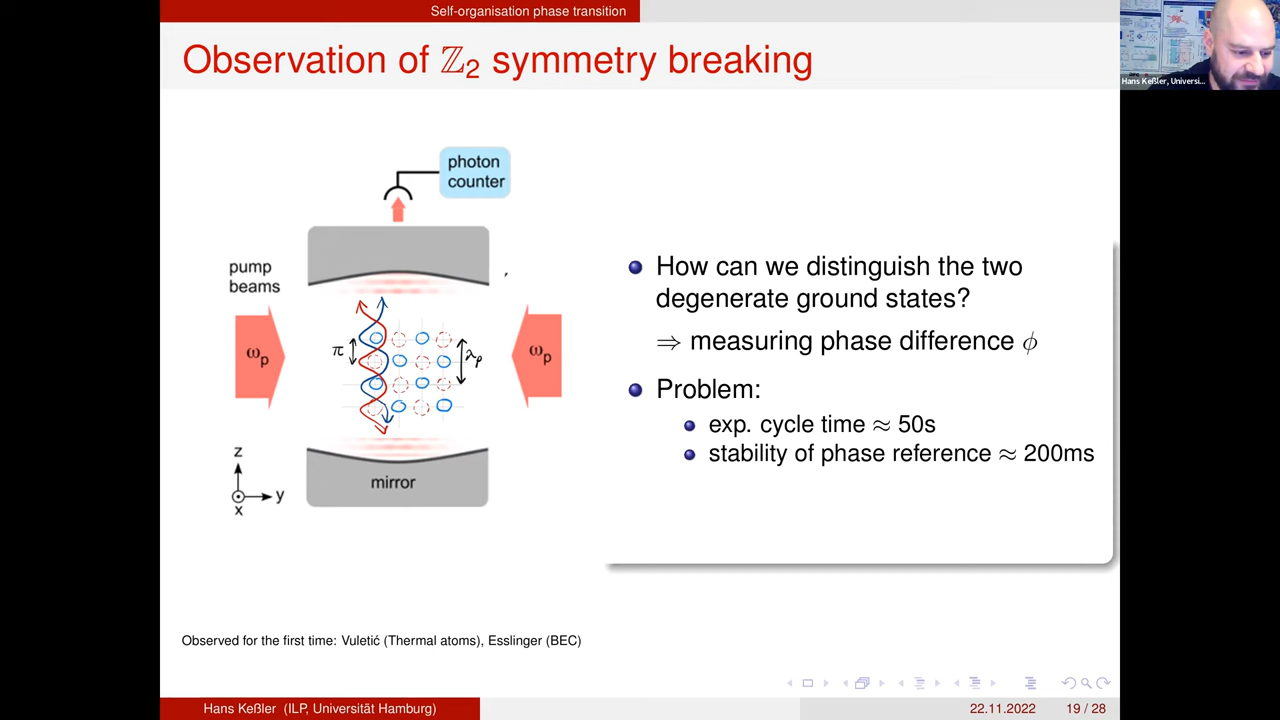 Self-organisation phase transition
Observation of ℤ₂ symmetry breaking
Hans Keßler, Universi...
photon
counter
pump
beams
ωp
ωp
π
λp
mirror
z
y
x
How can we distinguish the two
degenerate ground states?
⇒ measuring phase difference ϕ
Problem:
exp. cycle time ≈ 50s
stability of phase reference ≈ 200ms
Observed for the first time: Vuletić (Thermal atoms), Esslinger (BEC)
Hans Keßler (ILP, Universität Hamburg)
22.11.2022
19 / 28